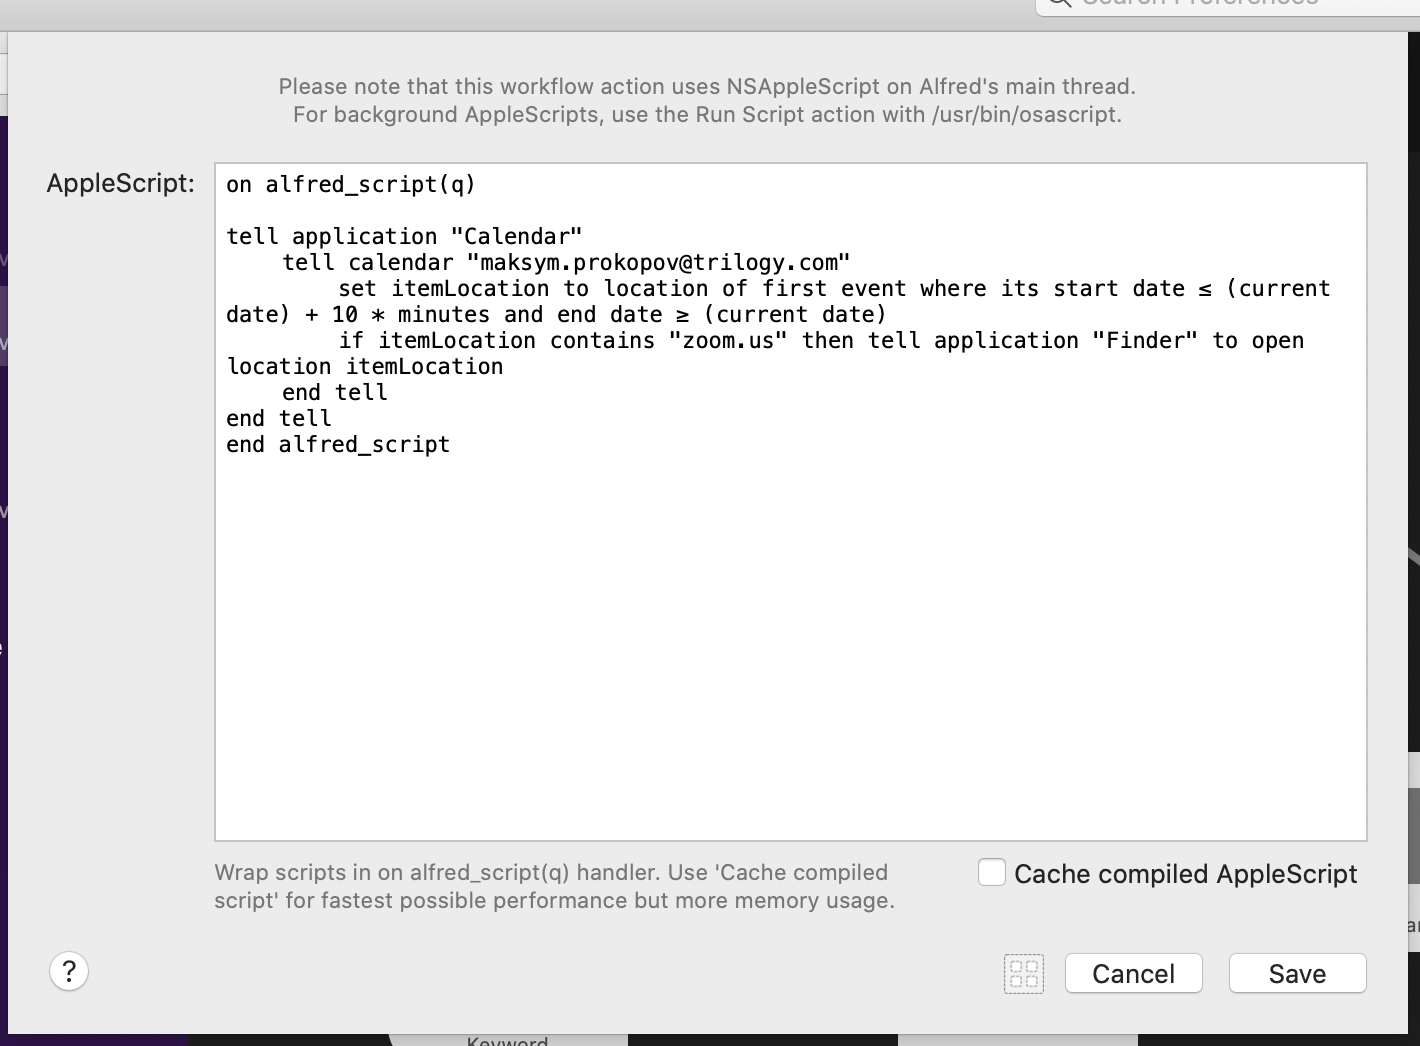 Search Preferences
Please note that this workflow action uses NSAppleScript on Alfred's main thread.
For background AppleScripts, use the Run Script action with /usr/bin/osascript.
AppleScript:
on alfred_script(q)
tell application "Calendar"
tell calendar "maksym.prokopov@trilogy.com"
set itemLocation to location of first event where its start date ≤ (current
date) + 10 * minutes and end date ≥ (current date)
if itemLocation contains "zoom.us" then tell application "Finder" to open
location itemLocation
end tell
end tell
end alfred_script
Wrap scripts in on alfred_script(q) handler. Use 'Cache compiled
script' for fastest possible performance but more memory usage.
Cache compiled AppleScript
?
Cancel
Save
Keyword